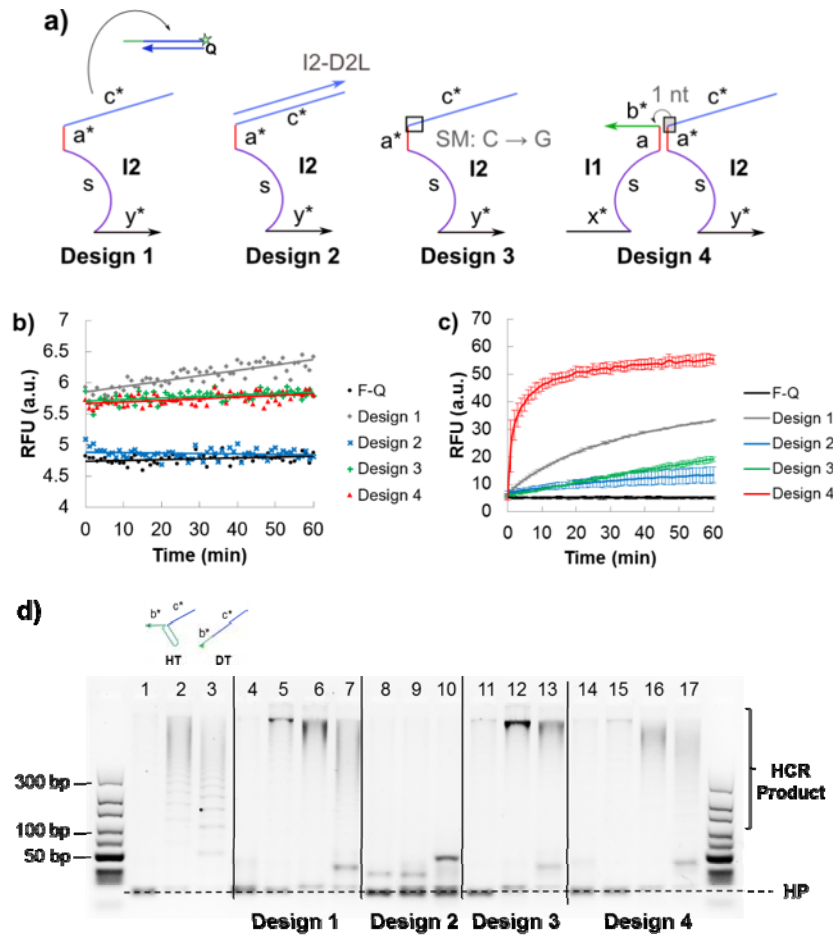 a)
Q
I2-D2L
c*
c*
c*
b*
1 nt
c*
a*
a*
a*
SM: C → G
a
a*
I2
I2
I2
I1
I2
s
s
s
s
s
y*
y*
y*
x*
y*
Design 1
Design 2
Design 3
Design 4
b)
RFU (a.u.)
7
6.5
6
5.5
5
4.5
0 10 20 30 40 50 60
Time (min)
F-Q
Design 1
Design 2
Design 3
Design 4
c)
RFU (a.u.)
70
60
50
40
30
20
10
0
0 10 20 30 40 50 60
Time (min)
F-Q
Design 1
Design 2
Design 3
Design 4
d)
b* c*
HT
c*
b*
DT
1 2 3 4 5 6 7 8 9 10 11 12 13 14 15 16 17
300 bp
100 bp
50 bp
HCR
Product
HP
Design 1
Design 2
Design 3
Design 4